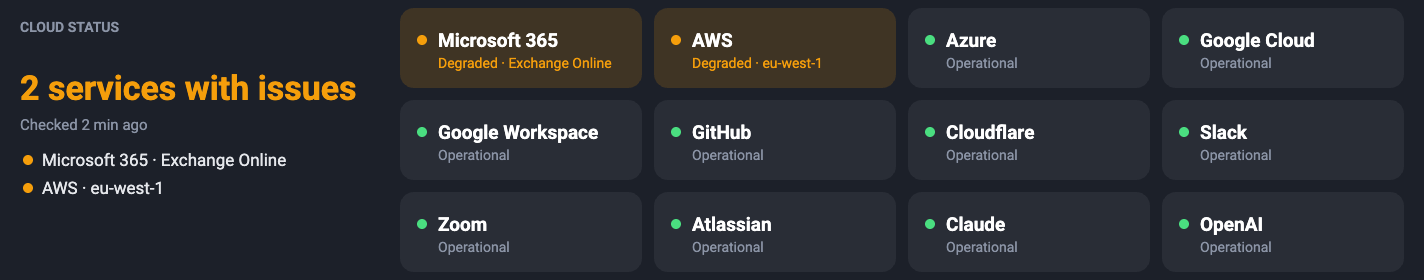 CLOUD STATUS
2 services with issues
Checked 2 min ago
Microsoft 365 · Exchange Online
AWS · eu-west-1
Microsoft 365
Degraded · Exchange Online
AWS
Degraded · eu-west-1
Azure
Operational
Google Cloud
Operational
Google Workspace
Operational
GitHub
Operational
Cloudflare
Operational
Slack
Operational
Zoom
Operational
Atlassian
Operational
Claude
Operational
OpenAI
Operational